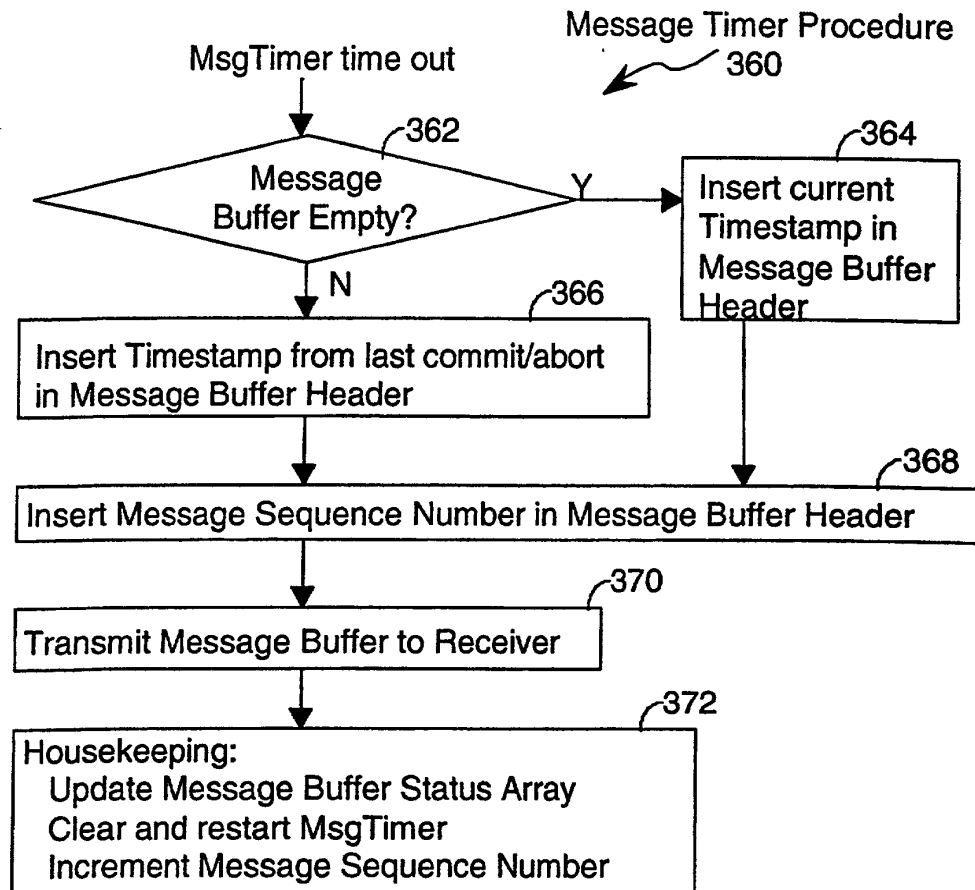 Message Timer Procedure
360
MsgTimer time out
362
Message
Buffer Empty?
Y
N
364
Insert current
Timestamp in
Message Buffer
Header
366
Insert Timestamp from last commit/abort
in Message Buffer Header
368
Insert Message Sequence Number in Message Buffer Header
370
Transmit Message Buffer to Receiver
372
Housekeeping:
Update Message Buffer Status Array
Clear and restart MsgTimer
Increment Message Sequence Number